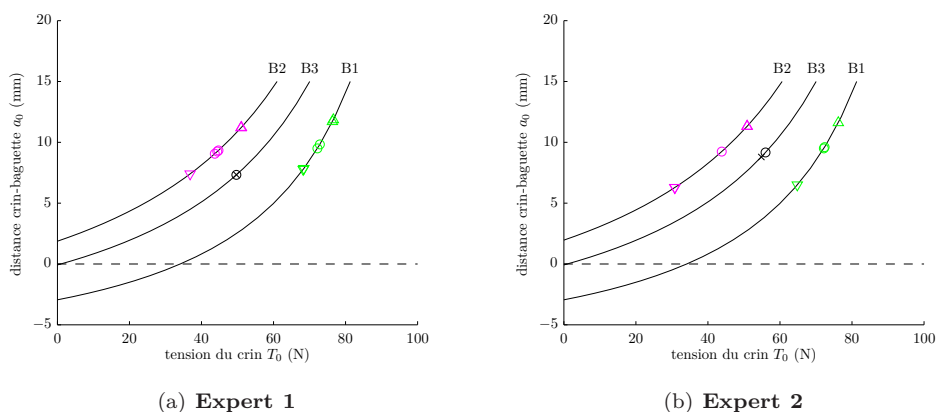 20
15
10
5
0
−5
0
20
40
60
80
100
distance crin-baguette a₀ (mm)
tension du crin T₀ (N)
B2
B3
B1
(a) Expert 1
20
15
10
5
0
−5
0
20
40
60
80
100
distance crin-baguette a₀ (mm)
tension du crin T₀ (N)
B2
B3
B1
(b) Expert 2